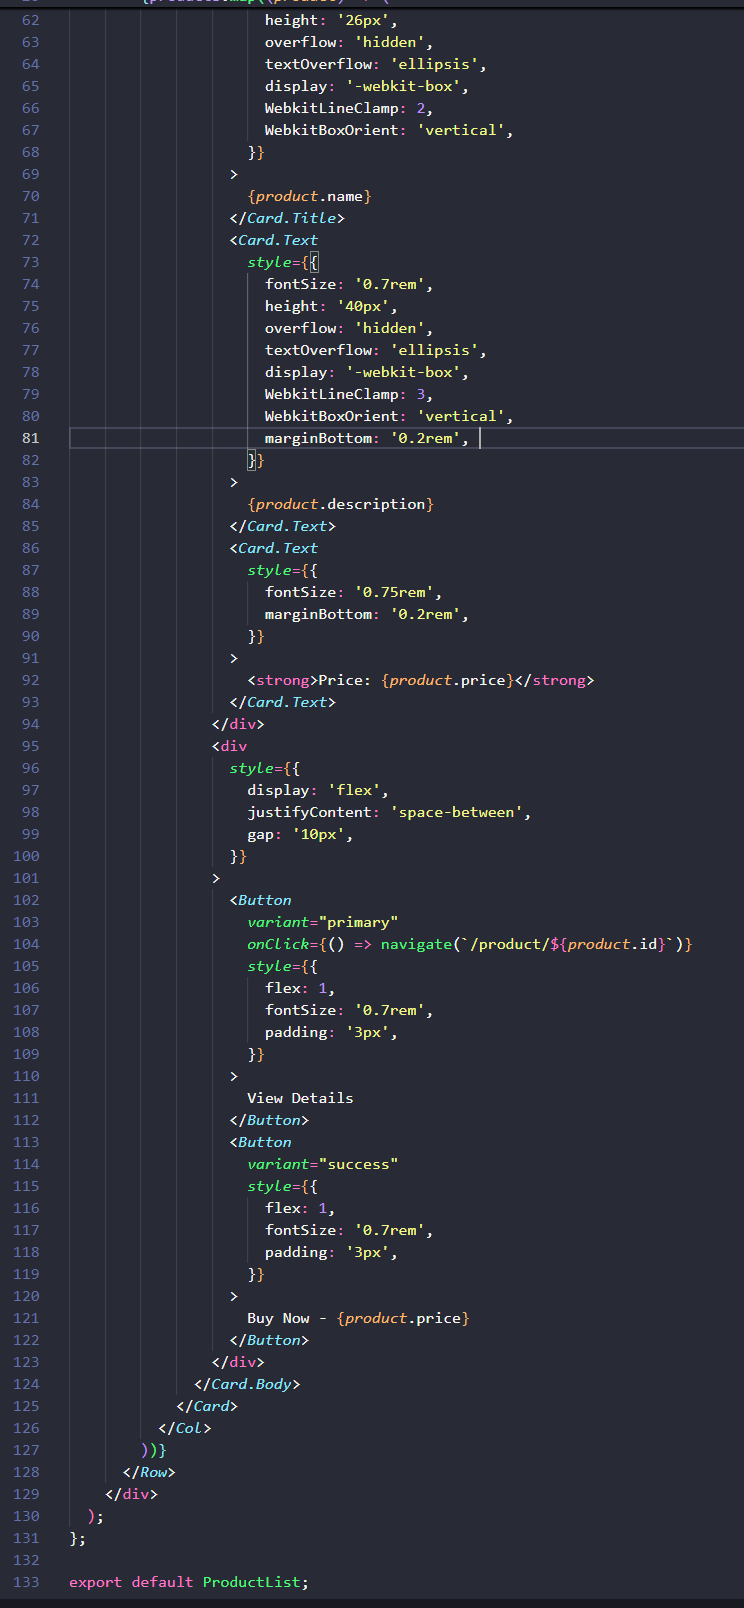 62 height: '26px',
63 overflow: 'hidden',
64 textOverflow: 'ellipsis',
65 display: '-webkit-box',
66 WebkitLineClamp: 2,
67 WebkitBoxOrient: 'vertical',
68 }}
69 >
70 {product.name}
71 </Card.Title>
72 <Card.Text
73 style={{
74 fontSize: '0.7rem',
75 height: '40px',
76 overflow: 'hidden',
77 textOverflow: 'ellipsis',
78 display: '-webkit-box',
79 WebkitLineClamp: 3,
80 WebkitBoxOrient: 'vertical',
81 marginBottom: '0.2rem',
82 }}
83 >
84 {product.description}
85 </Card.Text>
86 <Card.Text
87 style={{
88 fontSize: '0.75rem',
89 marginBottom: '0.2rem',
90 }}
91 >
92 <strong>Price: {product.price}</strong>
93 </Card.Text>
94 </div>
95 <div
96 style={{
97 display: 'flex',
98 justifyContent: 'space-between',
99 gap: '10px',
100 }}
101 >
102 <Button
103 variant="primary"
104 onClick={() => navigate(`/product/${product.id}`)}
105 style={{
106 flex: 1,
107 fontSize: '0.7rem',
108 padding: '3px',
109 }}
110 >
111 View Details
112 </Button>
113 <Button
114 variant="success"
115 style={{
116 flex: 1,
117 fontSize: '0.7rem',
118 padding: '3px',
119 }}
120 >
121 Buy Now - {product.price}
122 </Button>
123 </div>
124 </Card.Body>
125 </Card>
126 </Col>
127 ))}
128 </Row>
129 </div>
130 );
131 };
132
133 export default ProductList;